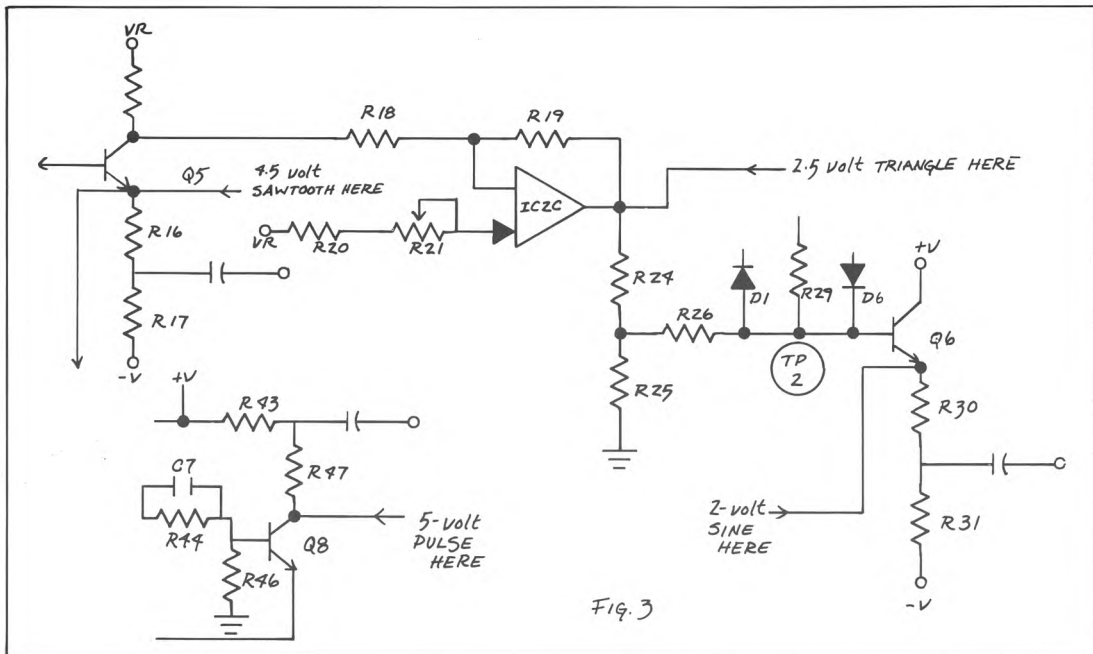 VR
R18
R19
Q5
4.5 volt
SAWTOOTH HERE
2.5 volt TRIANGLE HERE
IC2C
R16
VR
R20
R21
R24
+V
D1
R29
D6
R26
Q6
R17
TP
2
-V
+V
R25
R43
R30
C7
R47
R44
5-volt
PULSE
HERE
2-volt
SINE
HERE
R31
Q8
R46
-V
FIG. 3